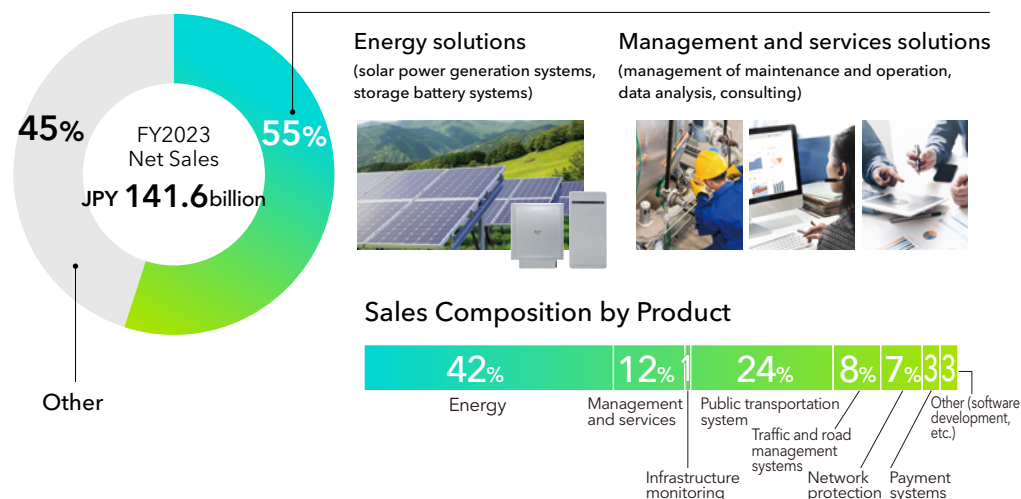 45%
FY2023
Net Sales
JPY 141.6 billion
55%
Other
Energy solutions
(solar power generation systems,
storage battery systems)
Management and services solutions
(management of maintenance and operation,
data analysis, consulting)
Sales Composition by Product
42%
12%
1
24%
8%
7%
3
3
Energy
Management
and services
Infrastructure
monitoring
Public transportation
system
Traffic and road
management
systems
Network
protection
Payment
systems
Other (software
development,
etc.)